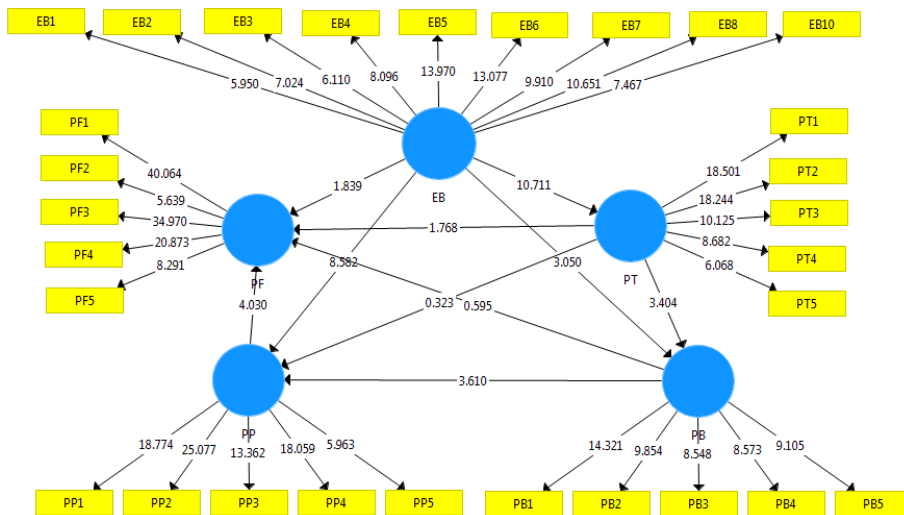 EB1
EB2
EB3
EB4
EB5
EB6
EB7
EB8
EB10
5.950
7.024
6.110
8.096
13.970
13.077
9.910
10.651
7.467
EB
PF1
PF2
PF3
PF4
PF5
40.064
5.639
34.970
20.873
8.291
PF
1.839
10.711
1.768
8.582
3.050
PT1
PT2
PT3
PT4
PT5
18.501
18.244
10.125
8.682
6.068
PT
4.030
0.323
0.595
3.404
3.610
PP
18.774
25.077
13.362
18.059
5.963
PP1
PP2
PP3
PP4
PP5
PB
14.321
9.854
8.548
8.573
9.105
PB1
PB2
PB3
PB4
PB5